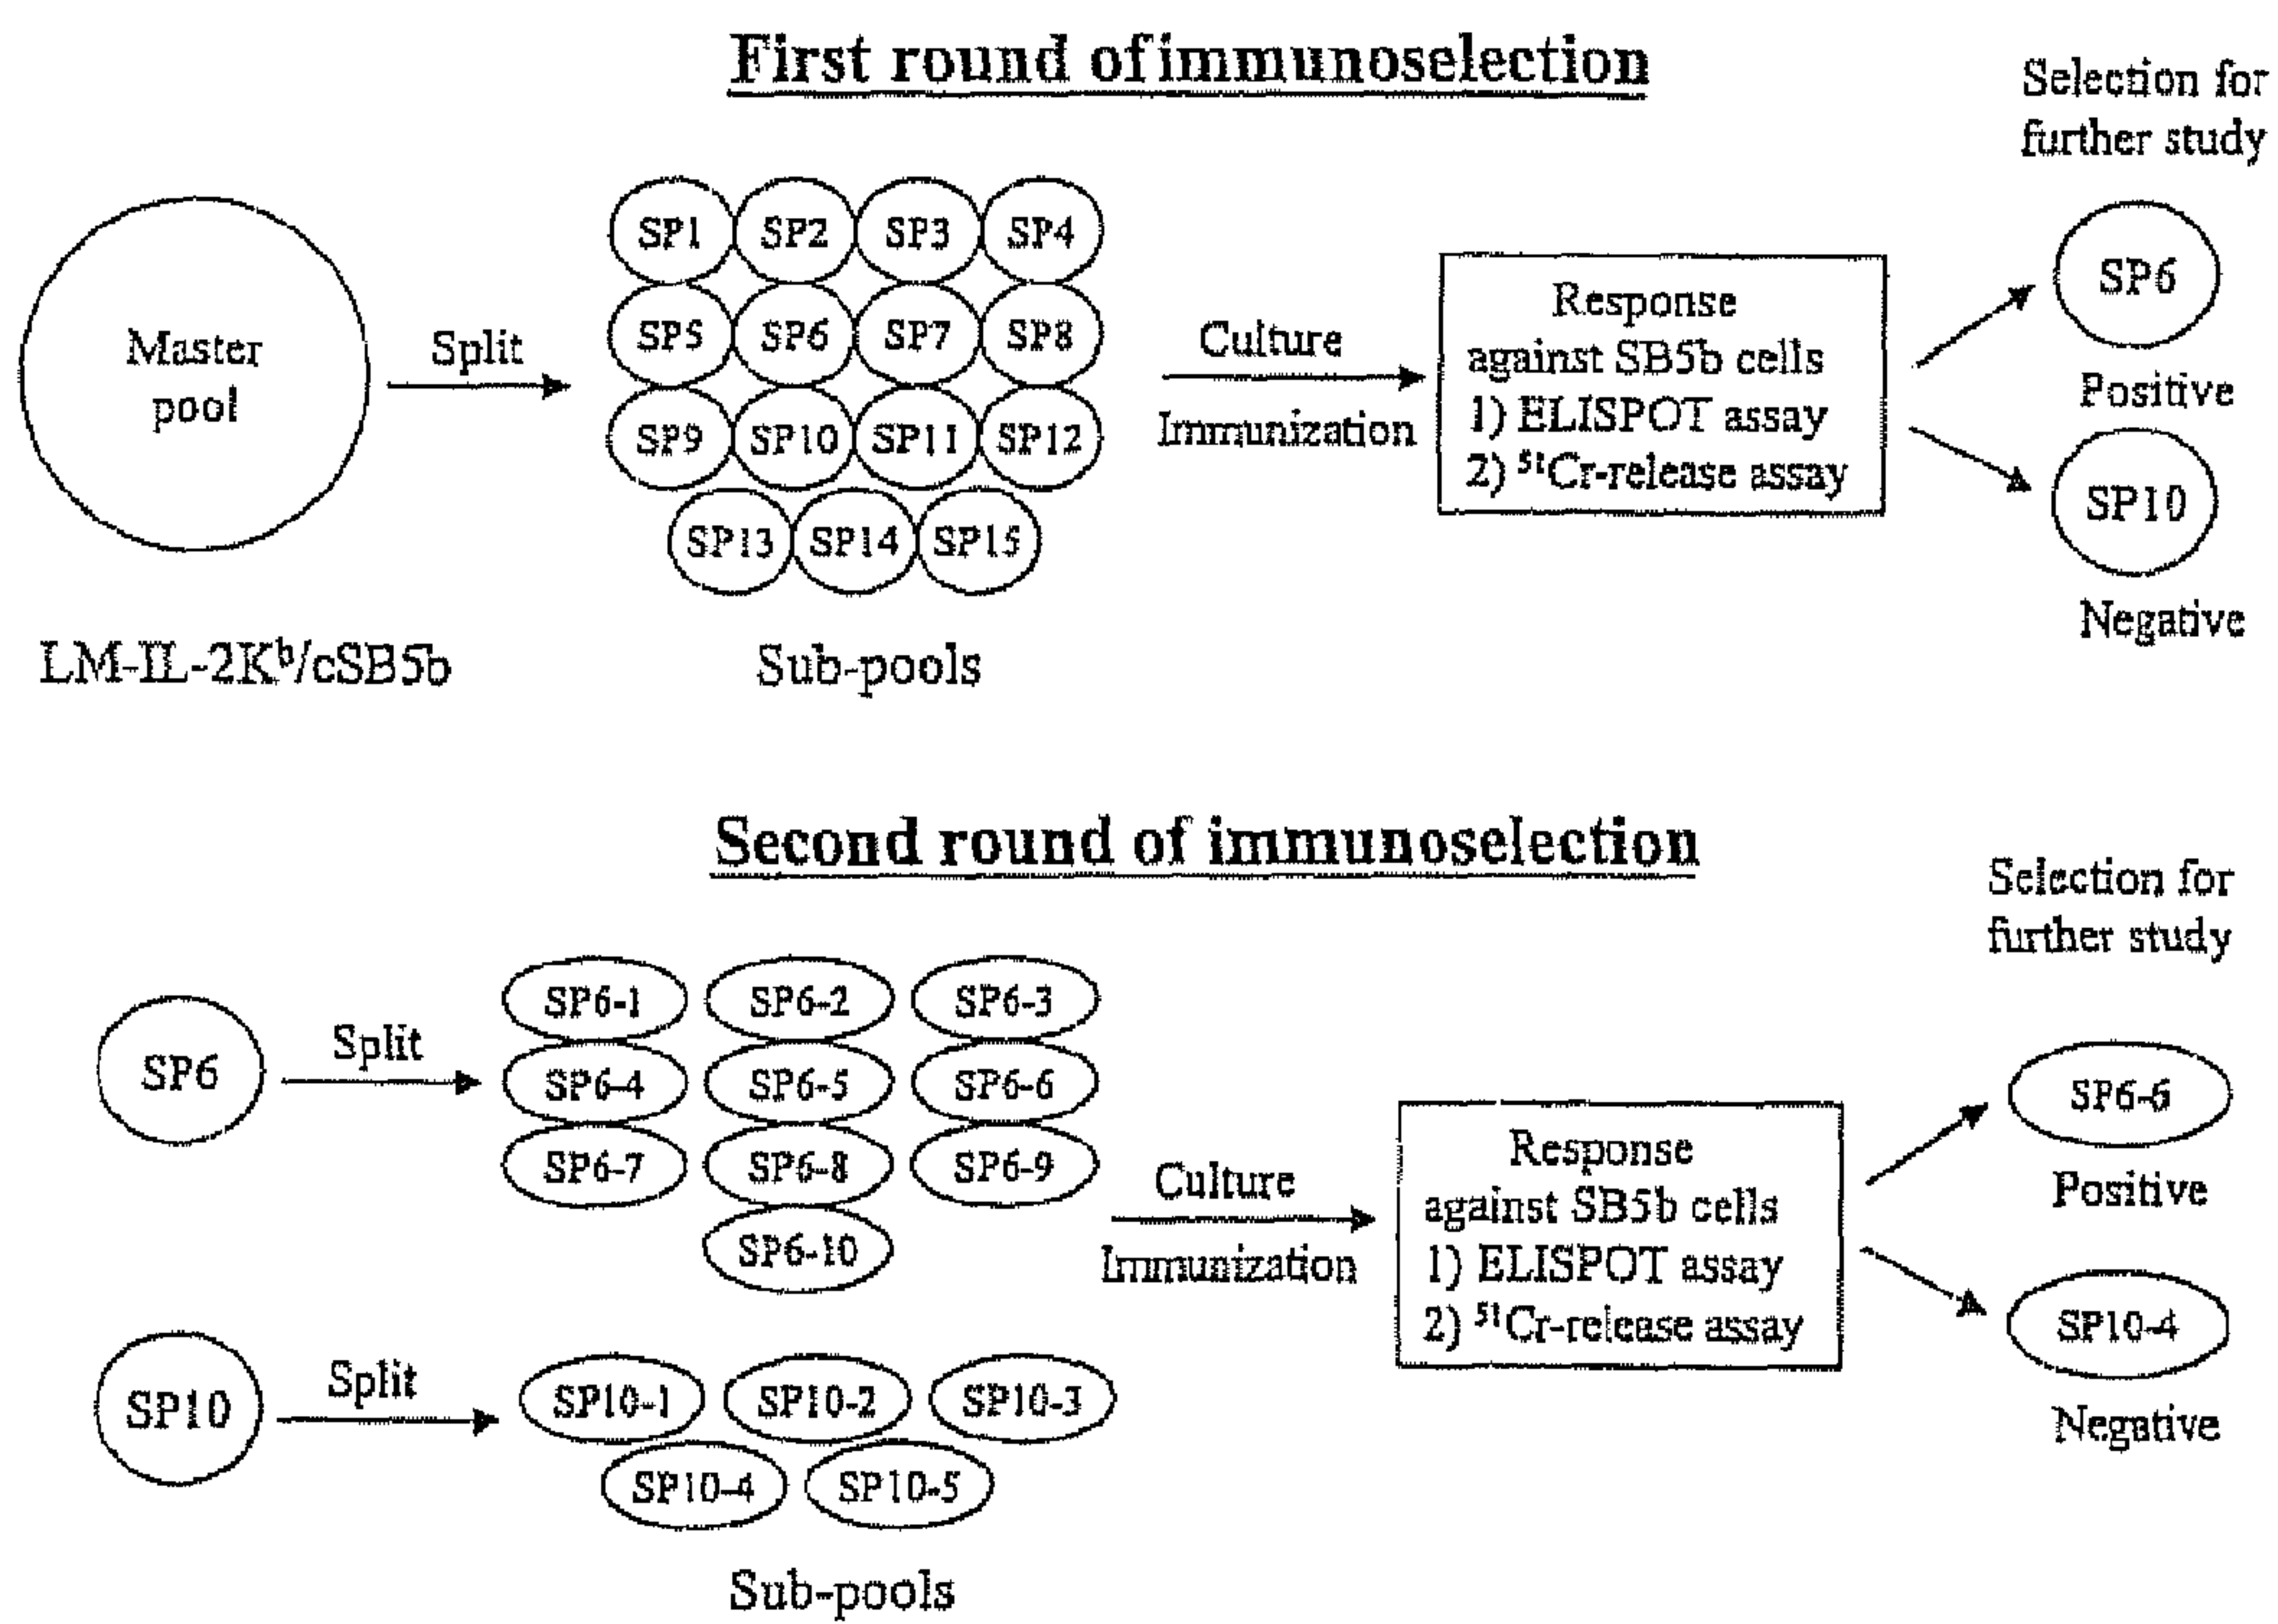 First round of immunoselection
Selection for
further study
Master
pool
LM-IL-2Kᵇ/cSB5b
Split
SP1 SP2 SP3 SP4
SP5 SP6 SP7 SP8
SP9 SP10 SP11 SP12
SP13 SP14 SP15
Sub-pools
Culture
Immunization
Response
against SB5b cells
1) ELISPOT assay
2) ⁵¹Cr-release assay
SP6
Positive
SP10
Negative
Second round of immunoselection
Selection for
further study
SP6
Split
SP6-1 SP6-2 SP6-3
SP6-4 SP6-5 SP6-6
SP6-7 SP6-8 SP6-9
SP6-10
SP10
Split
SP10-1 SP10-2 SP10-3
SP10-4 SP10-5
Sub-pools
Culture
Immunization
Response
against SB5b cells
1) ELISPOT assay
2) ⁵¹Cr-release assay
SP6-6
Positive
SP10-4
Negative